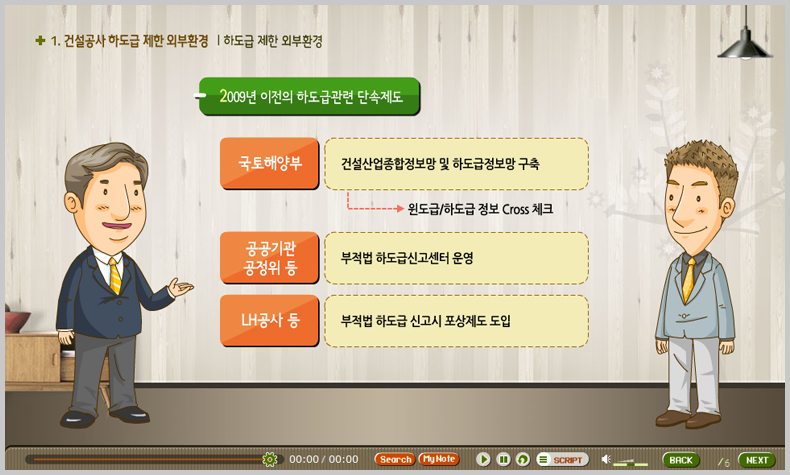 1. 건설공사 하도급 제한 외부환경 | 하도급 제한 외부환경
2009년 이전의 하도급관련 단속제도
국토해양부
건설산업종합정보망 및 하도급정보망 구축
원도급/하도급 정보 Cross 체크
공공기관
공정위 등
부적법 하도급신고센터 운영
LH공사 등
부적법 하도급 신고시 포상제도 도입
00:00 / 00:00
Search
My Note
SCRIPT
BACK
/6
NEXT